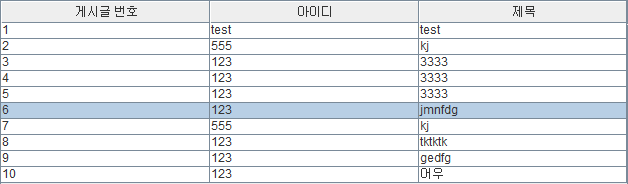 게시글 번호 아이디 제목
1 test test
2 555 kj
3 123 3333
4 123 3333
5 123 3333
6 123 jmnfdg
7 555 kj
8 123 tktktk
9 123 gedfg
10 123 어우